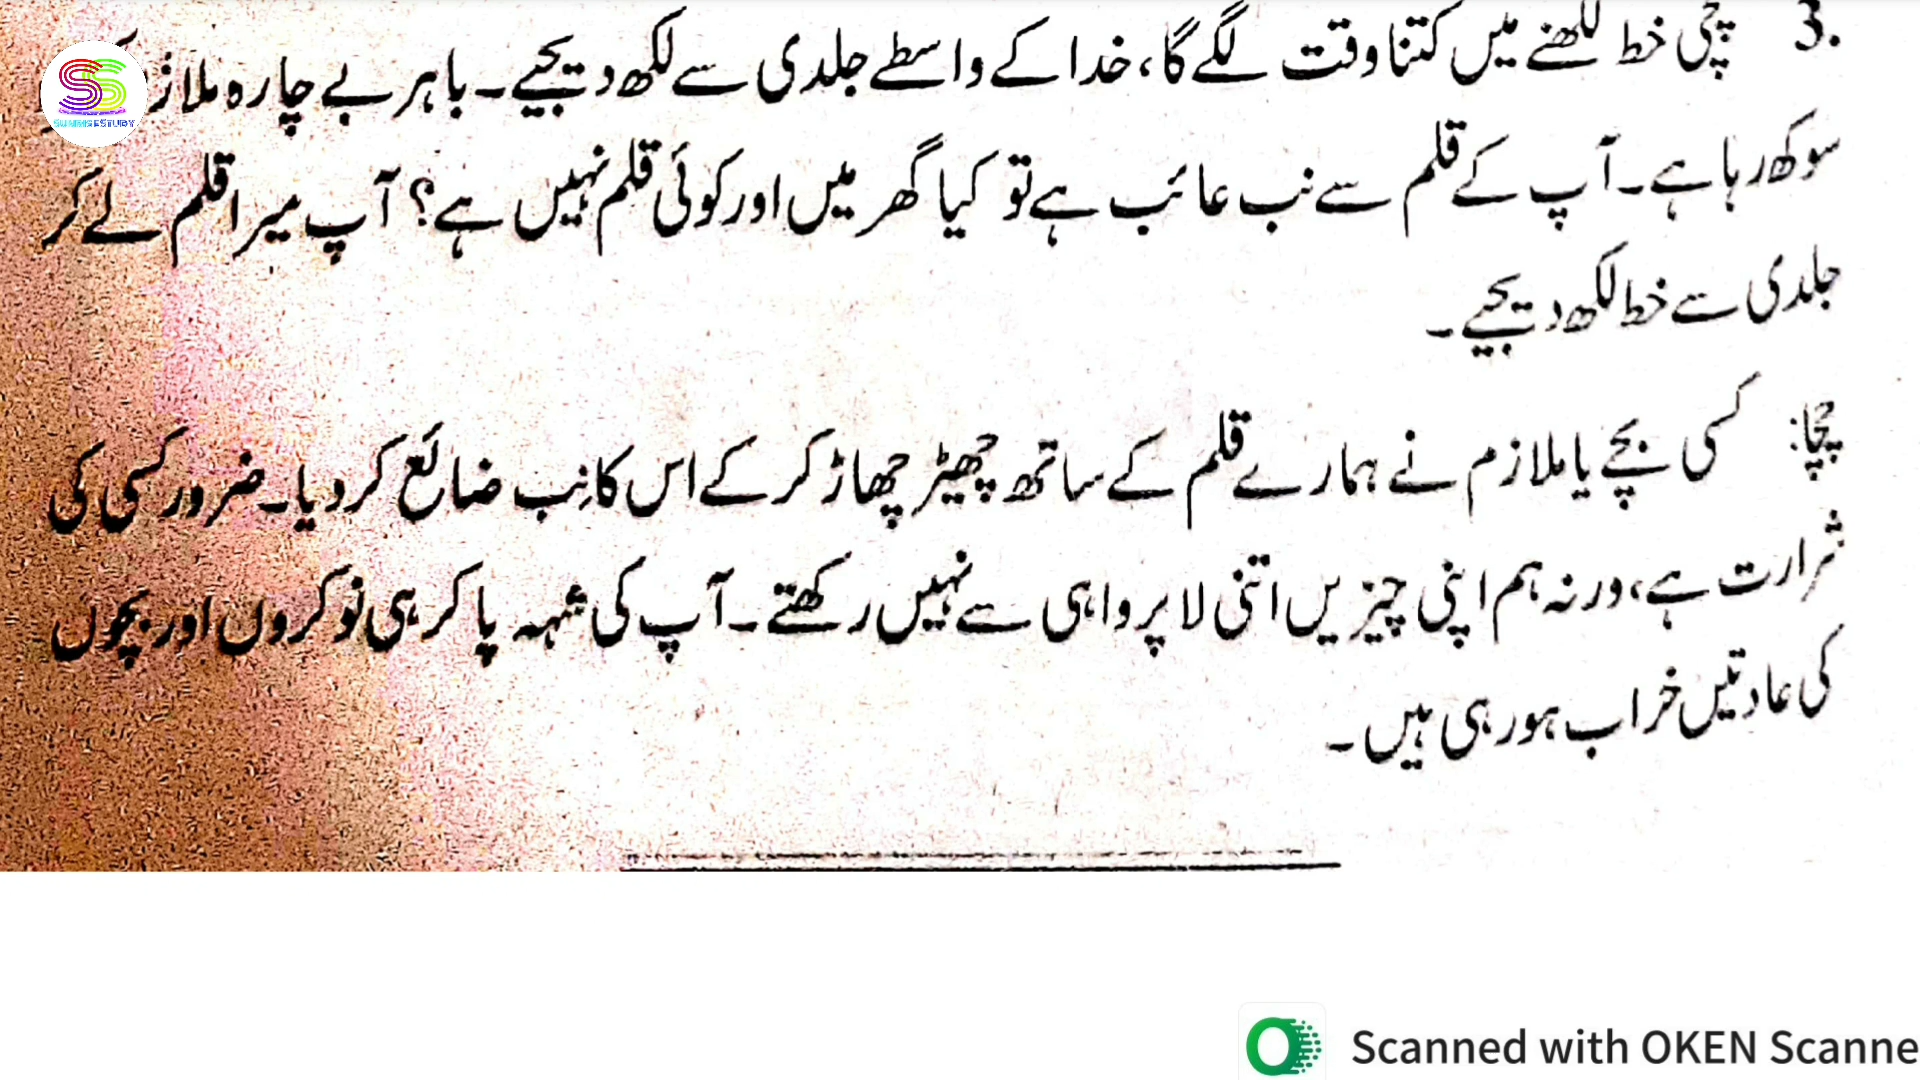 3. چچی خط لکھنے میں کتنا وقت لگے گا، خدا کے واسطے جلدی سے لکھ دیجیے۔ باہر بے چارہ
سوکھ رہا ہے۔ آپ کے قلم سے نب غائب ہے تو کیا گھر میں اور کوئی قلم نہیں ہے؟ آپ میرا قلم لے کر
جلدی سے خط لکھ دیجیے۔
چچا: کسی بچے یا ملازم نے ہمارے قلم کے ساتھ چھیڑ چھاڑ کر کے اس کا نِب ضائع کر دیا۔ ضرور کسی کی
شرارت ہے، ورنہ ہم اپنی چیزیں اتنی لاپرواہی سے نہیں رکھتے۔ آپ کی شہہ پا کر ہی نوکروں اور بچوں
کی عادتیں خراب ہو رہی ہیں۔
SS
SUNRISESTUDY
Scanned with OKEN Scanne